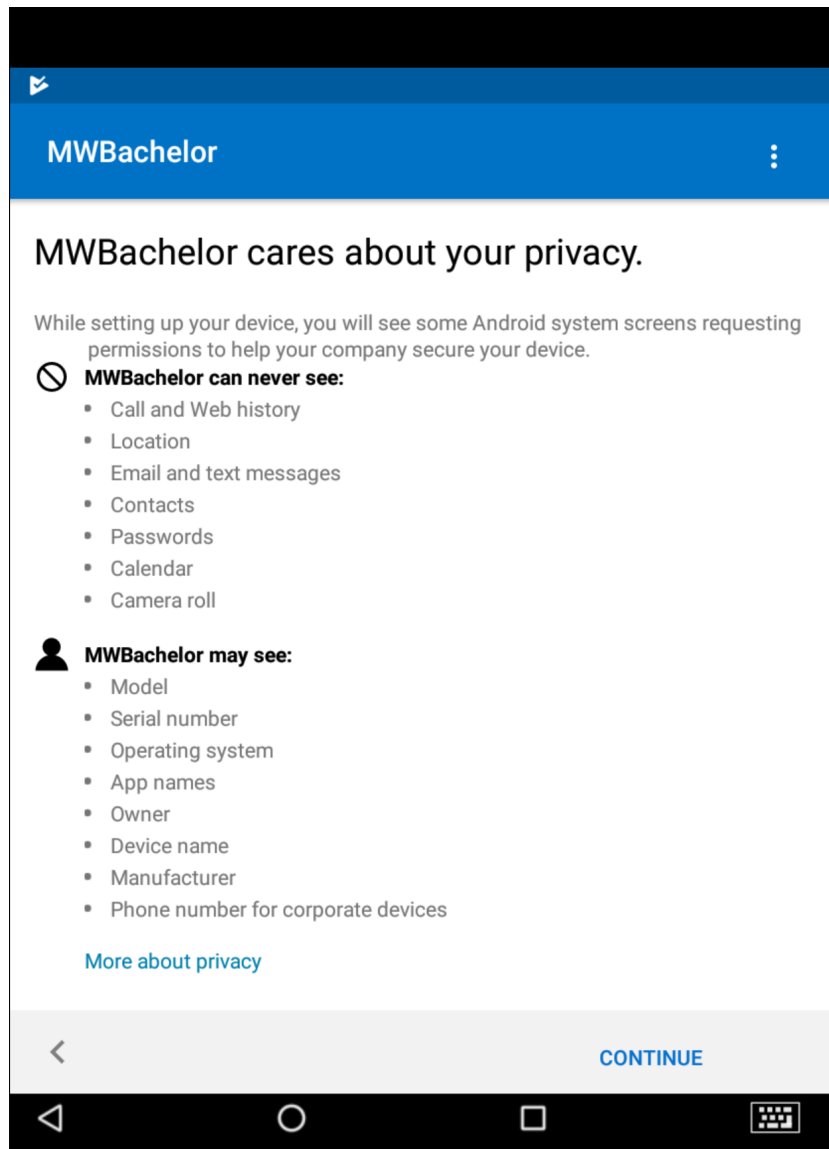 MWBachelor
MWBachelor cares about your privacy.
While setting up your device, you will see some Android system screens requesting
permissions to help your company secure your device.
MWBachelor can never see:
• Call and Web history
• Location
• Email and text messages
• Contacts
• Passwords
• Calendar
• Camera roll
MWBachelor may see:
• Model
• Serial number
• Operating system
• App names
• Owner
• Device name
• Manufacturer
• Phone number for corporate devices
More about privacy
CONTINUE